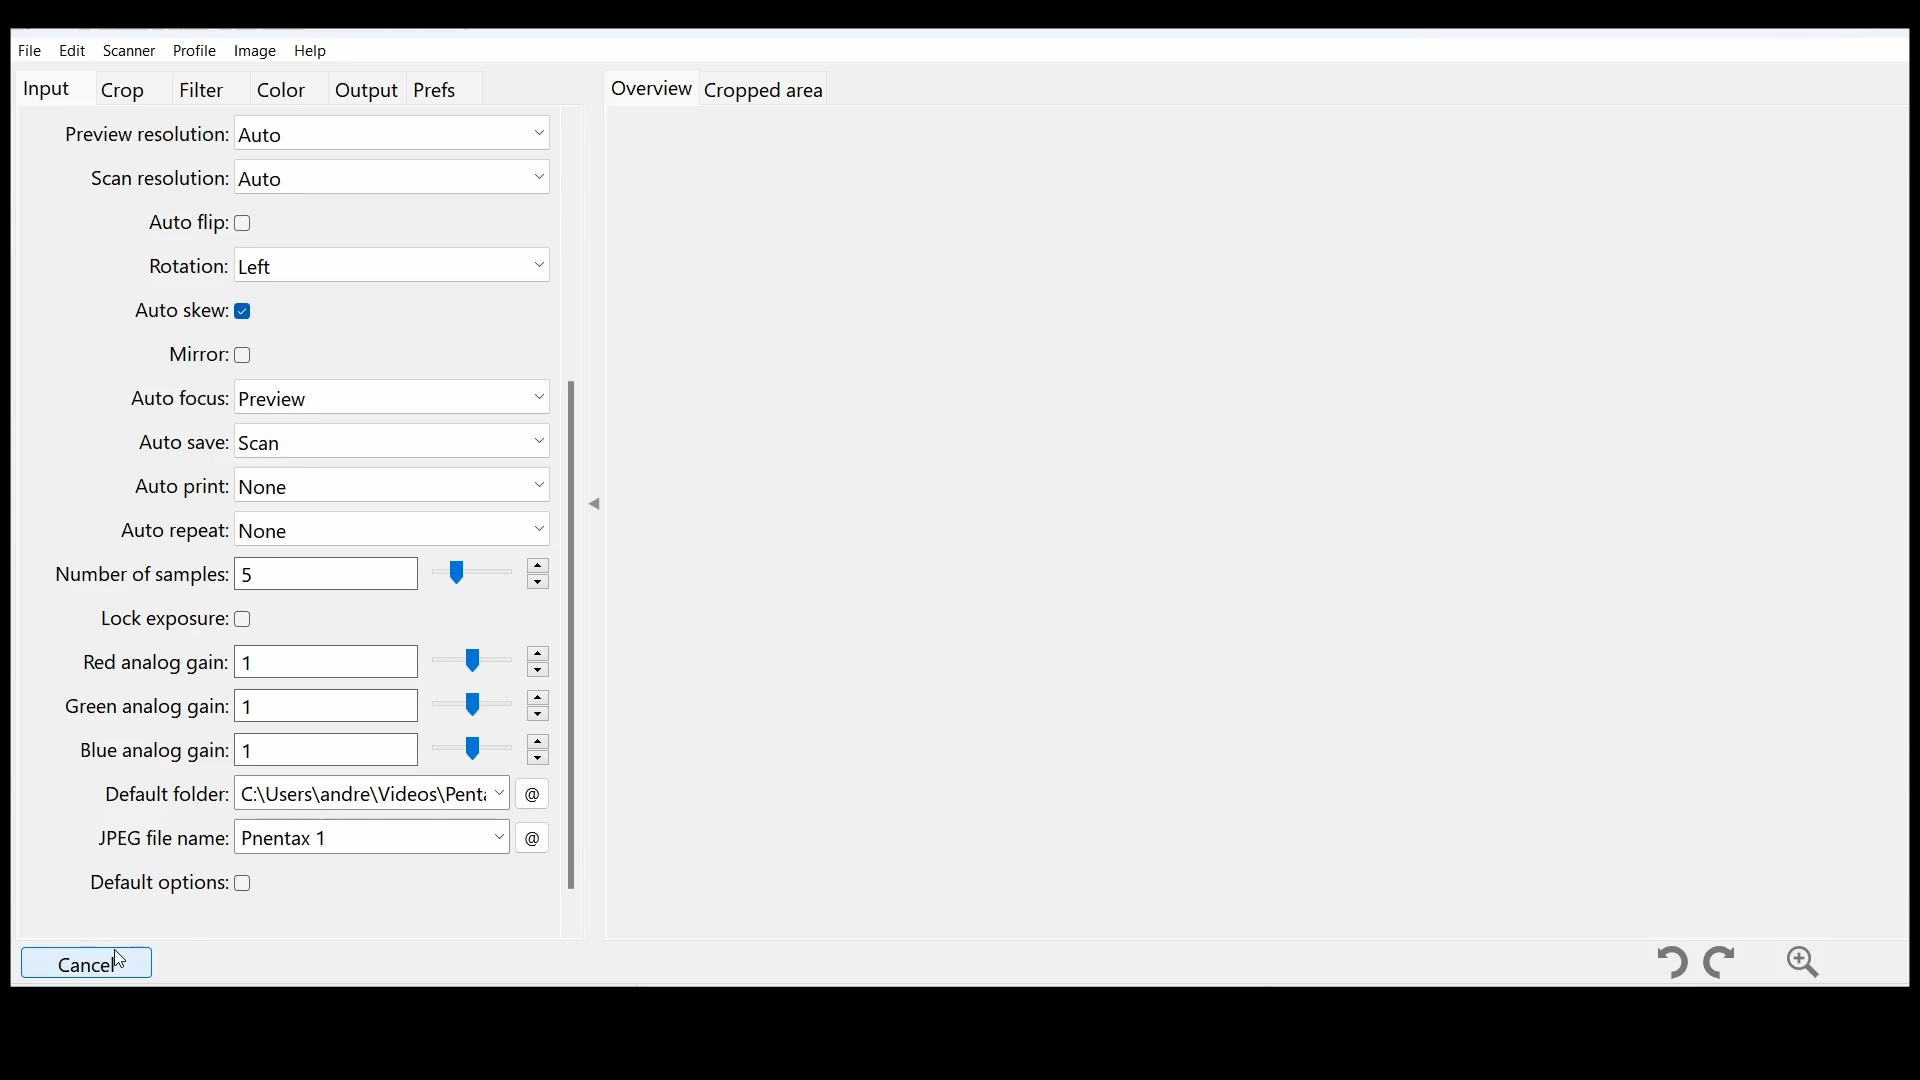 File Edit Scanner Profile Image Help
Input Crop Filter Color Output Prefs
Overview Cropped area
Preview resolution: Auto
Scan resolution: Auto
Auto flip:
Rotation: Left
Auto skew:
Mirror:
Auto focus: Preview
Auto save: Scan
Auto print: None
Auto repeat: None
Number of samples: 5
Lock exposure:
Red analog gain: 1
Green analog gain: 1
Blue analog gain: 1
Default folder: C:\Users\andre\Videos\Penta @
JPEG file name: Pnentax 1 @
Default options:
Cancel